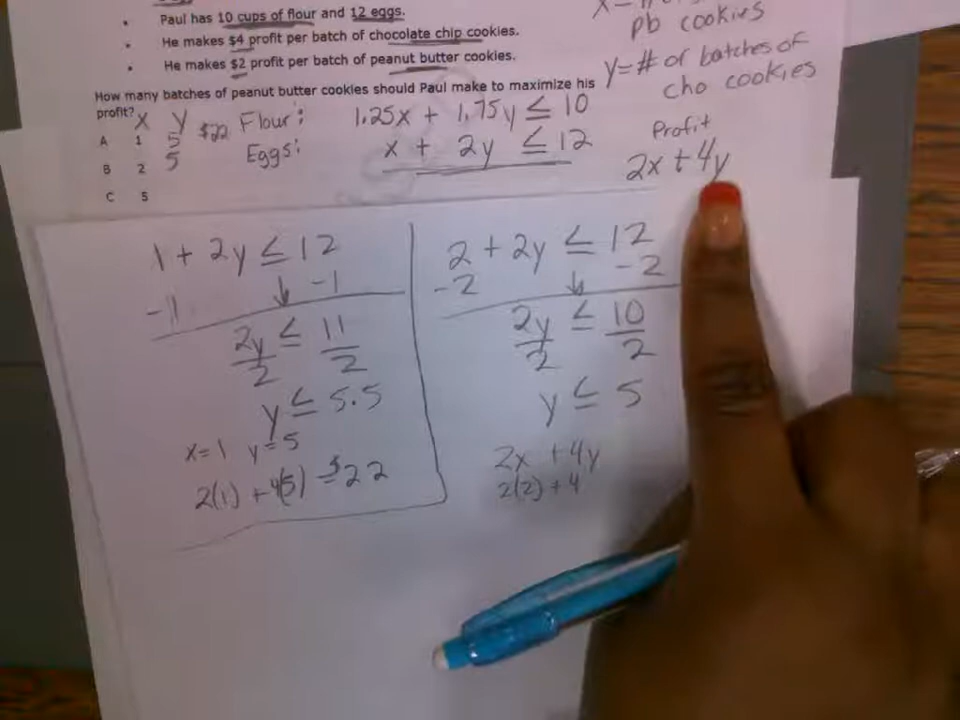 Paul has 10 cups of flour and 12 eggs.
He makes $4 profit per batch of chocolate chip cookies.
He makes $2 profit per batch of peanut butter cookies.
pb cookies
y = # of batches of
cho cookies
How many batches of peanut butter cookies should Paul make to maximize his
profit?
X y
A 1 5 $22
B 2 5
C 5
Flour: 1.25x + 1.75y ≤ 10
Eggs: x + 2y ≤ 12
Profit
2x + 4y
1 + 2y ≤ 12
-1 ↓ -1
2y ≤ 11
2 2
y ≤ 5.5
x=1 y=5
2(1) + 4(5) = $22
2 + 2y ≤ 12
-2 ↓ -2
2y ≤ 10
2 2
y ≤ 5
2x + 4y
2(2) + 4